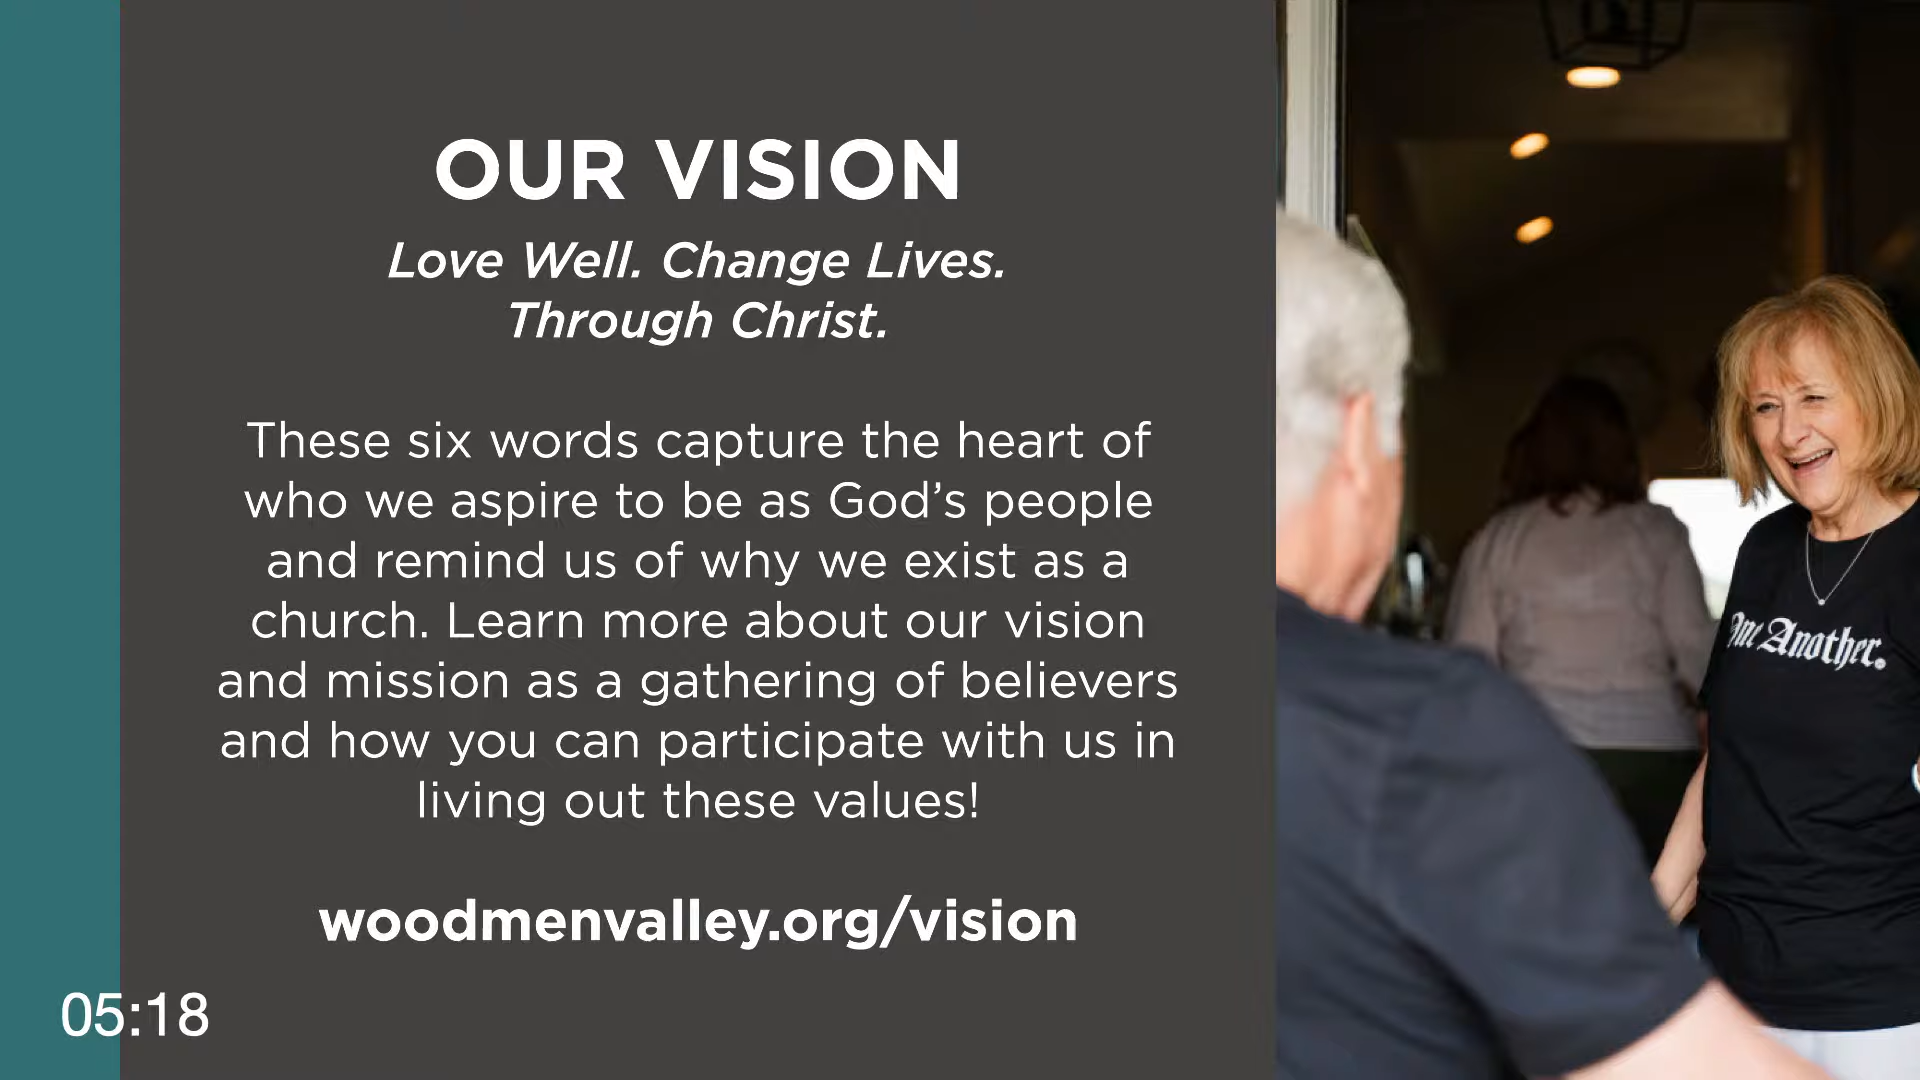 OUR VISION
Love Well. Change Lives.
Through Christ.
These six words capture the heart of
who we aspire to be as God’s people
and remind us of why we exist as a
church. Learn more about our vision
and mission as a gathering of believers
and how you can participate with us in
living out these values!
woodmenvalley.org/vision
05:18
One Another.